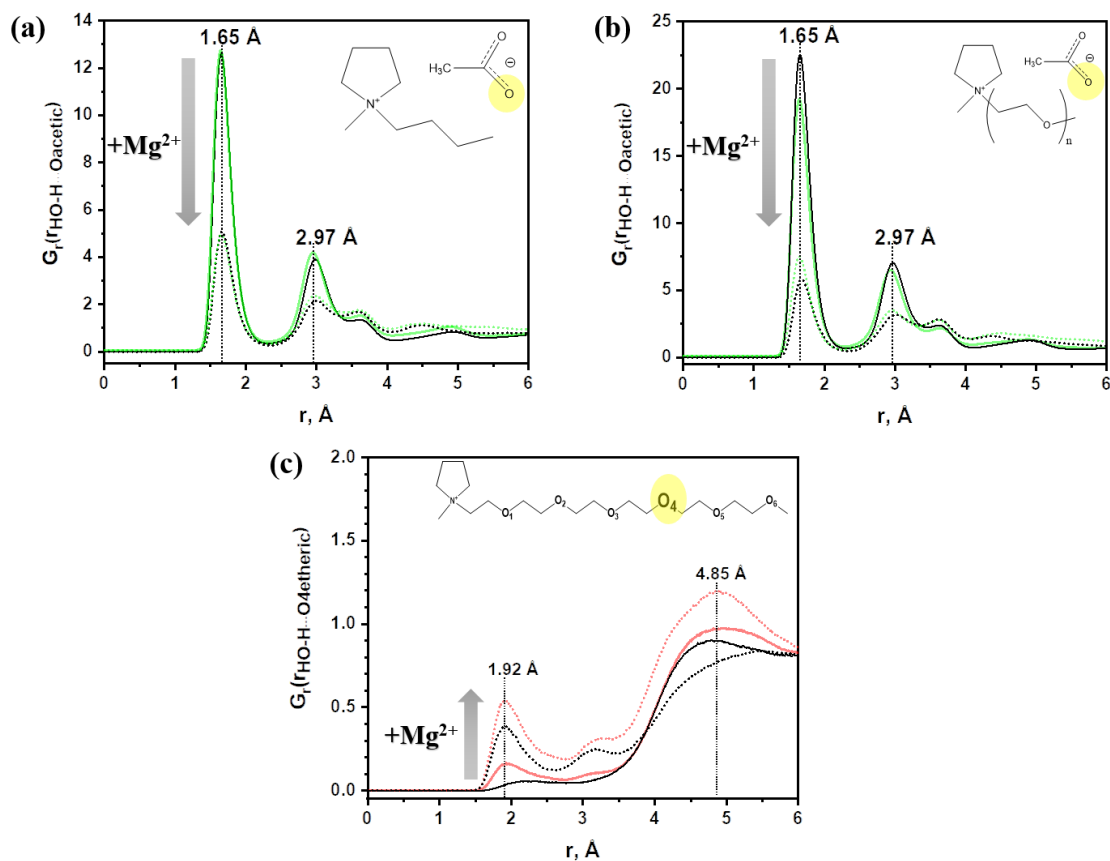 (a)
14
12
10
8
6
4
2
0
Gr(rHO-H...Oacetic)
1.65 Å
2.97 Å
+Mg2+
N+
H3C
O
O
⊖
0 1 2 3 4 5 6
r, Å
(b)
25
20
15
10
5
0
Gr(rHO-H...Oacetic)
1.65 Å
2.97 Å
+Mg2+
N+
O
n
H3C
O
O
⊖
0 1 2 3 4 5 6
r, Å
(c)
2.0
1.5
1.0
0.5
0.0
Gr(rHO-H...O4etheric)
N+
O1 O2 O3 O4 O5 O6
4.85 Å
1.92 Å
+Mg2+
0 1 2 3 4 5 6
r, Å